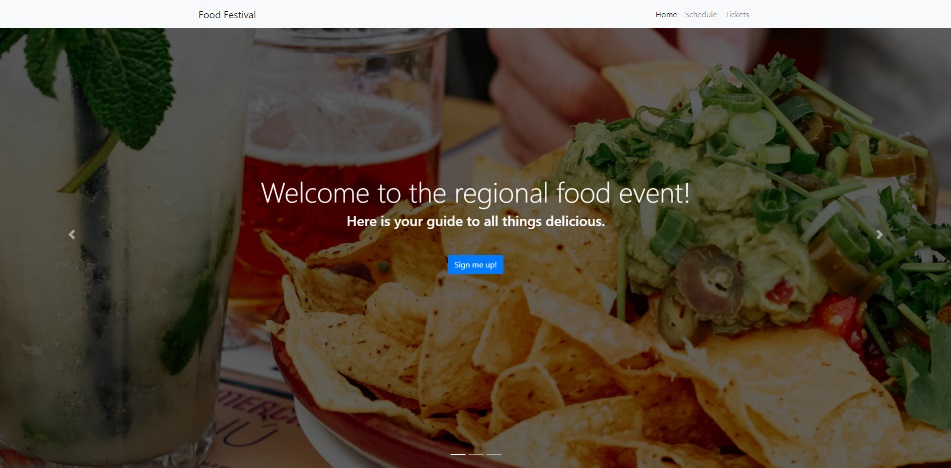 Food Festival
Home Schedule Tickets
Welcome to the regional food event!
Here is your guide to all things delicious.
Sign me up!